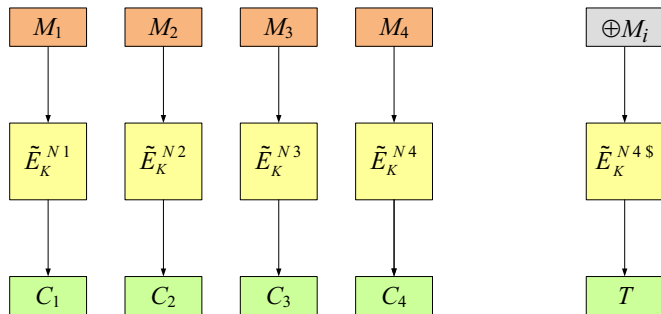 M₁ M₂ M₃ M₄ ⊕Mᵢ
Ẽ_K^{N 1} Ẽ_K^{N 2} Ẽ_K^{N 3} Ẽ_K^{N 4} Ẽ_K^{N 4 $}
C₁ C₂ C₃ C₄ T